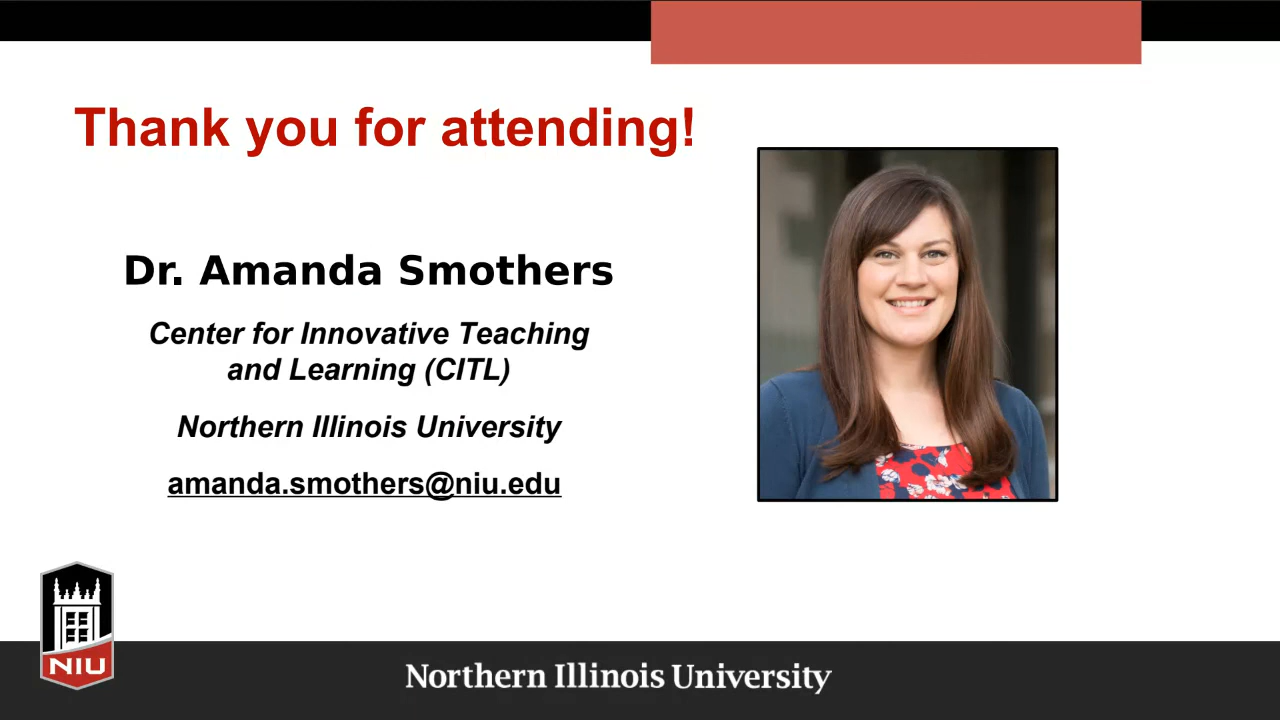 Thank you for attending!
Dr. Amanda Smothers
Center for Innovative Teaching
and Learning (CITL)
Northern Illinois University
amanda.smothers@niu.edu
NIU
Northern Illinois University